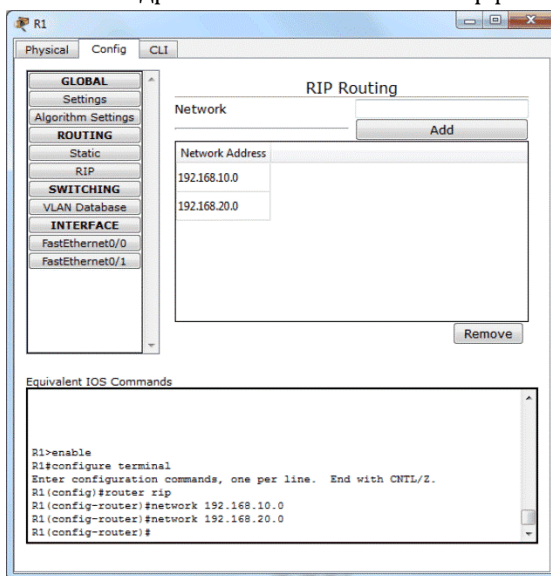 R1
Physical Config CLI
GLOBAL
Settings
Algorithm Settings
ROUTING
Static
RIP
SWITCHING
VLAN Database
INTERFACE
FastEthernet0/0
FastEthernet0/1
RIP Routing
Network
Add
Network Address
192.168.10.0
192.168.20.0
Remove
Equivalent IOS Commands
R1>enable
R1#configure terminal
Enter configuration commands, one per line. End with CNTL/Z.
R1(config)#router rip
R1(config-router)#network 192.168.10.0
R1(config-router)#network 192.168.20.0
R1(config-router)#